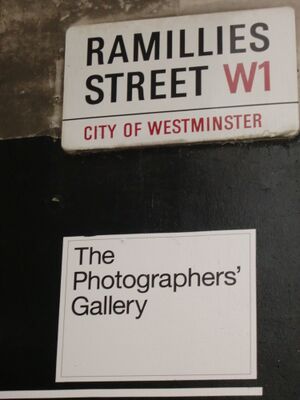 RAMILLIES
STREET W1
CITY OF WESTMINSTER
The
Photographers'
Gallery